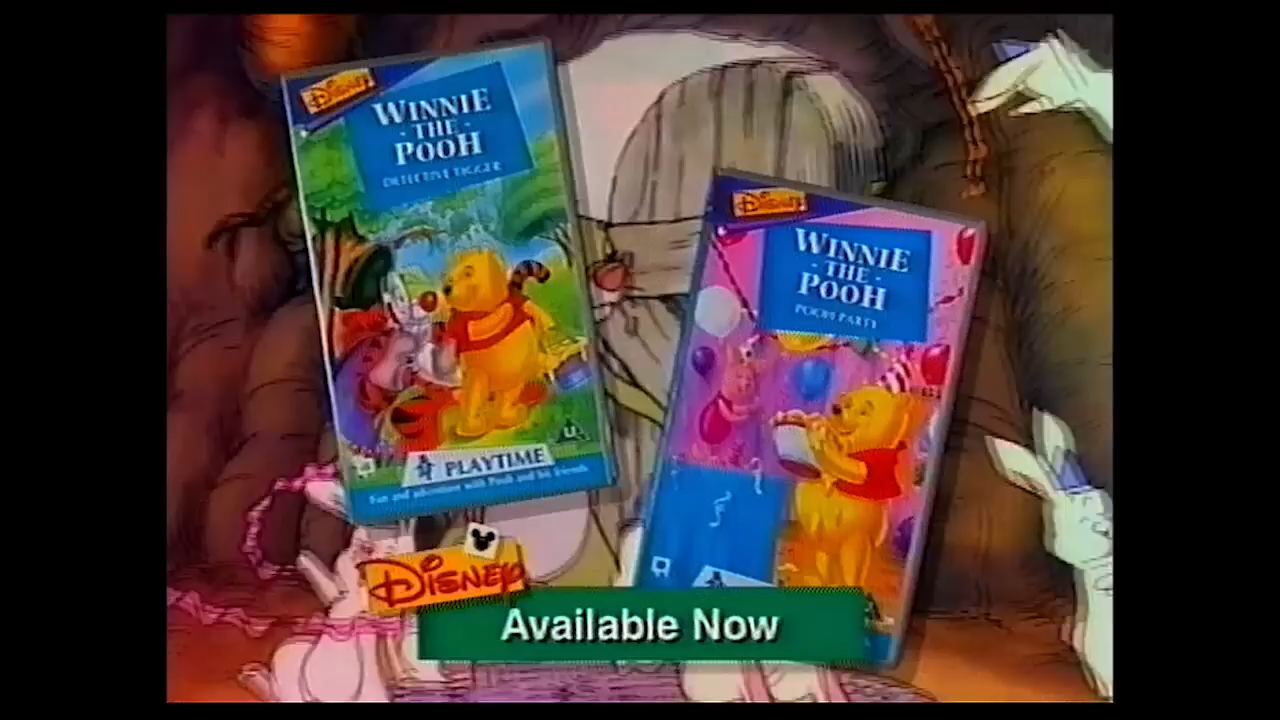 DISNEY
WINNIE
- THE -
POOH
DETECTIVE TIGGER
PLAYTIME
Fun and adventure with Pooh and his friends
U
DISNEY
WINNIE
- THE -
POOH
POOH PARTY
DISNEY
Available Now